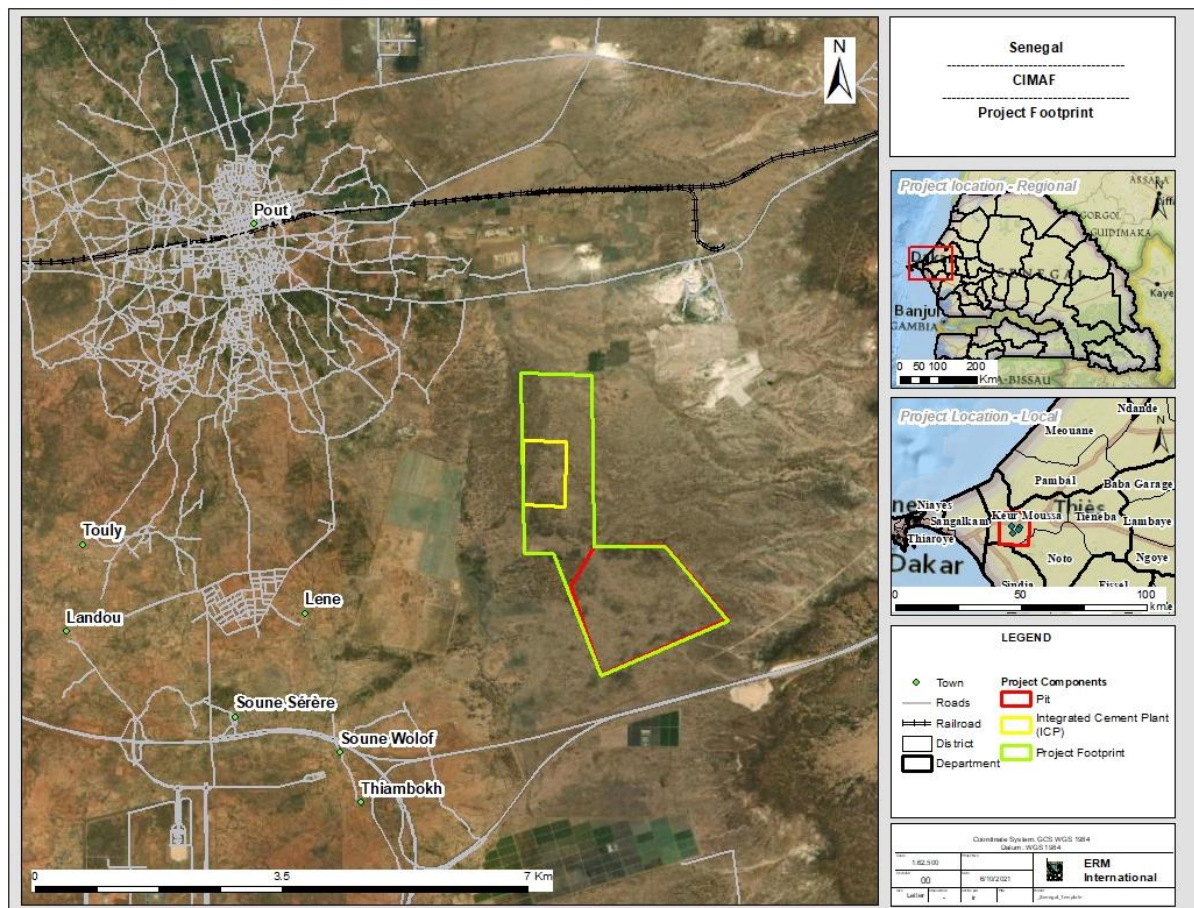 N
Pout
Touly
Landou
Lene
Soune Sérère
Soune Wolof
Thiambokh
0 3.5 7 Km
Senegal
CIMAF
Project Footprint
Project location - Regional
N
ASSABA
GORGOL
GUIDIMAKA
Dakar
SENEGAL
Kaye
Banjul
GAMBIA
A-BISSAU
0 50 100 200
Km
Project Location - Local
N
Ndande
Meouane
Pambal
Baba Garage
Thiès
Niayes
Keur Moussa
Tieneba
Sangalkam
Lambaye
Thiaroye
Dakar
Noto
Ngoye
Sindia
Fissel
0 50 100
km
LEGEND
Town
Roads
Railroad
District
Department
Project Components
Pit
Integrated Cement Plant
(ICP)
Project Footprint
Coordinate System: GCS WGS 1984
Datum: WGS 1984
1:62,500
00
6/10/2021
Letter
ERM
International